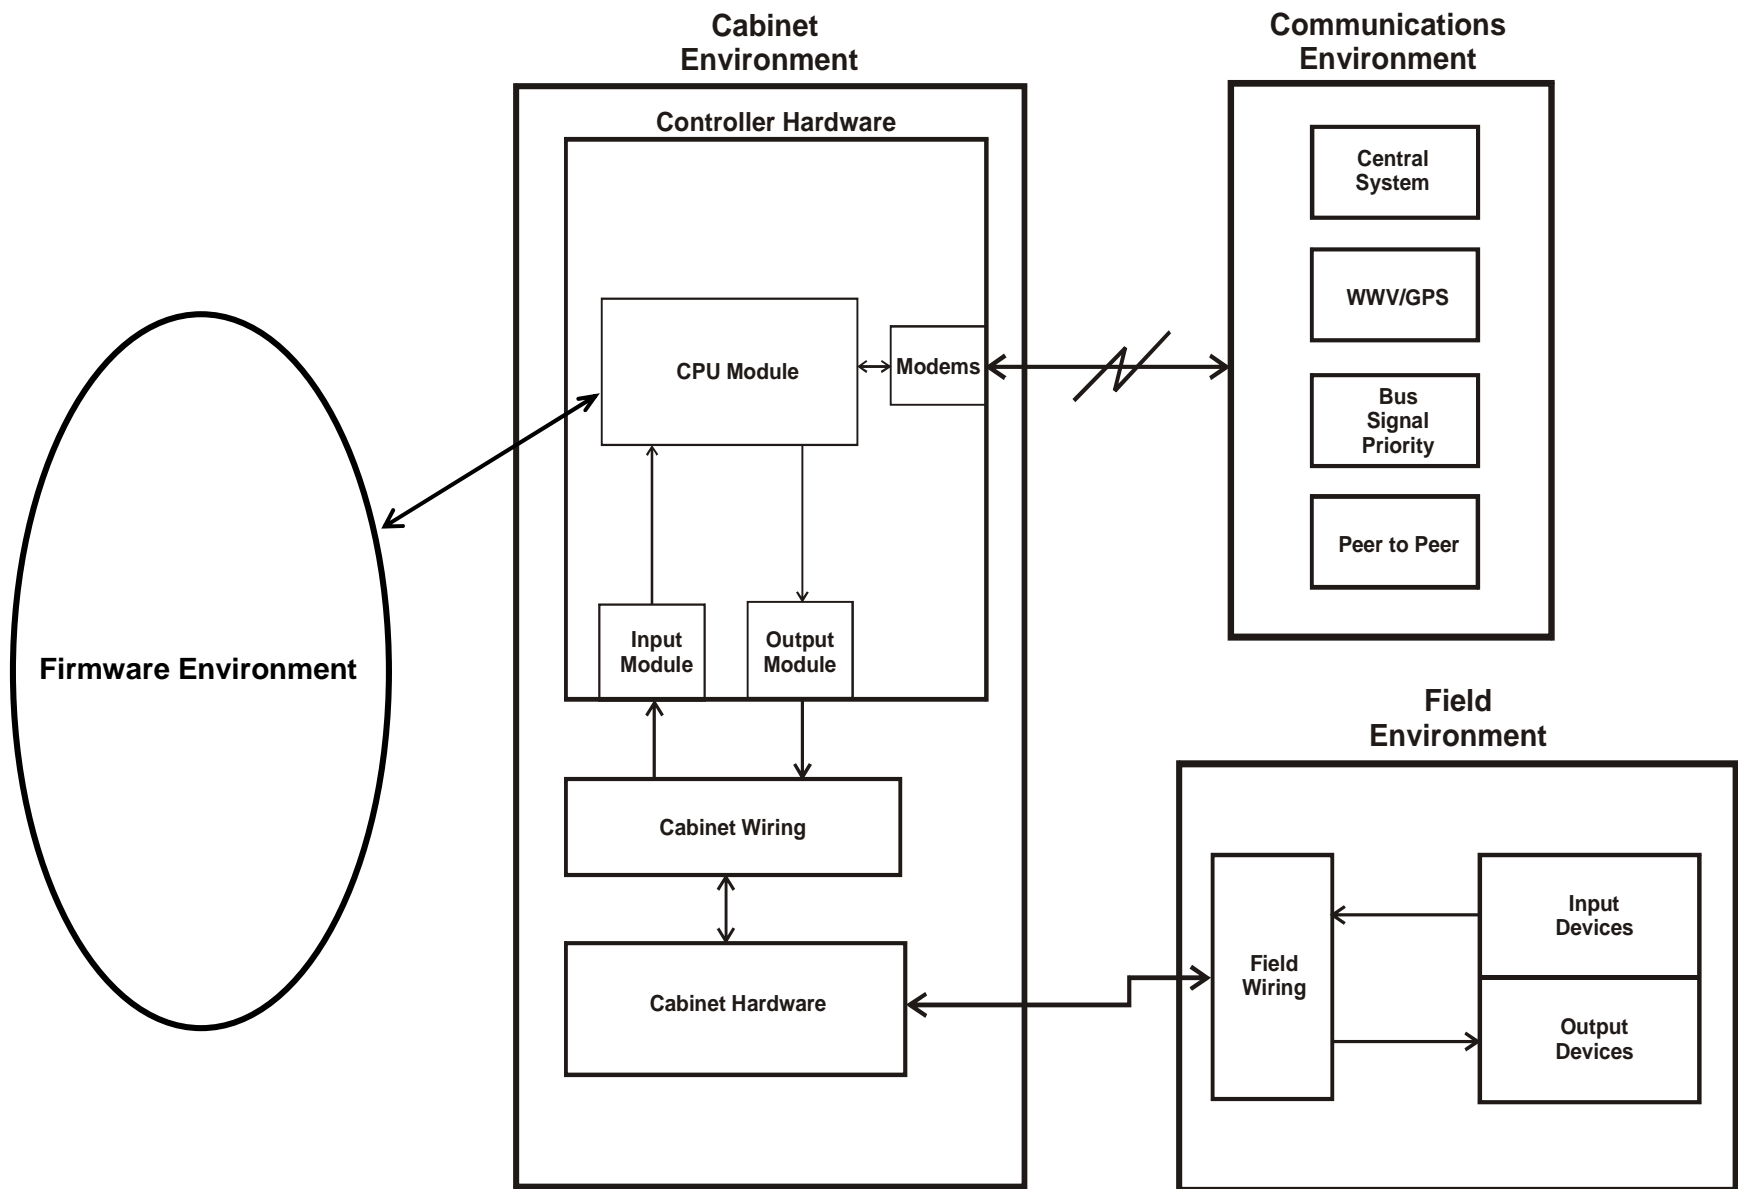 Cabinet
Environment
Communications
Environment
Controller Hardware
Central
System
WWV/GPS
CPU Module
Modems
Bus
Signal
Priority
Peer to Peer
Input
Module
Output
Module
Firmware Environment
Field
Environment
Cabinet Wiring
Input
Devices
Field
Wiring
Cabinet Hardware
Output
Devices